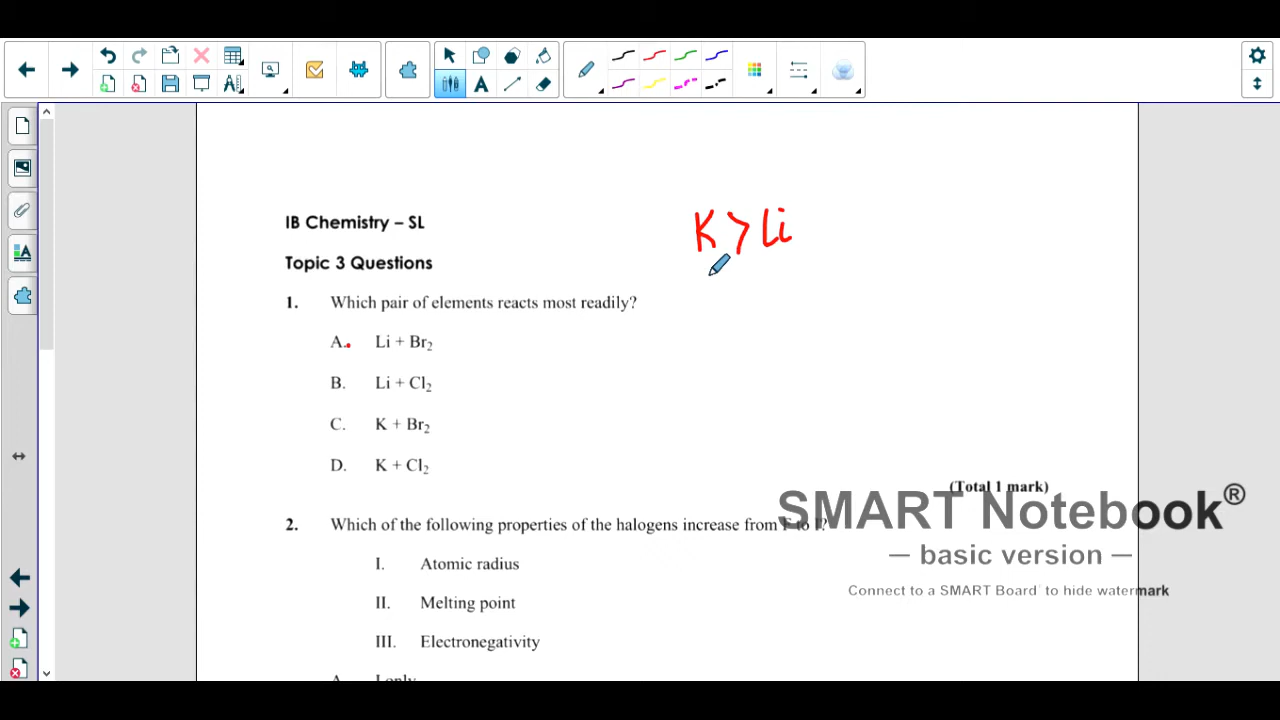 IB Chemistry – SL
K > Li
Topic 3 Questions
1. Which pair of elements reacts most readily?
A. Li + Br₂
B. Li + Cl₂
C. K + Br₂
D. K + Cl₂
(Total 1 mark)
SMART Notebook®
— basic version —
Connect to a SMART Board® to hide watermark
2. Which of the following properties of the halogens increase from F to I?
I. Atomic radius
II. Melting point
III. Electronegativity
A. I only